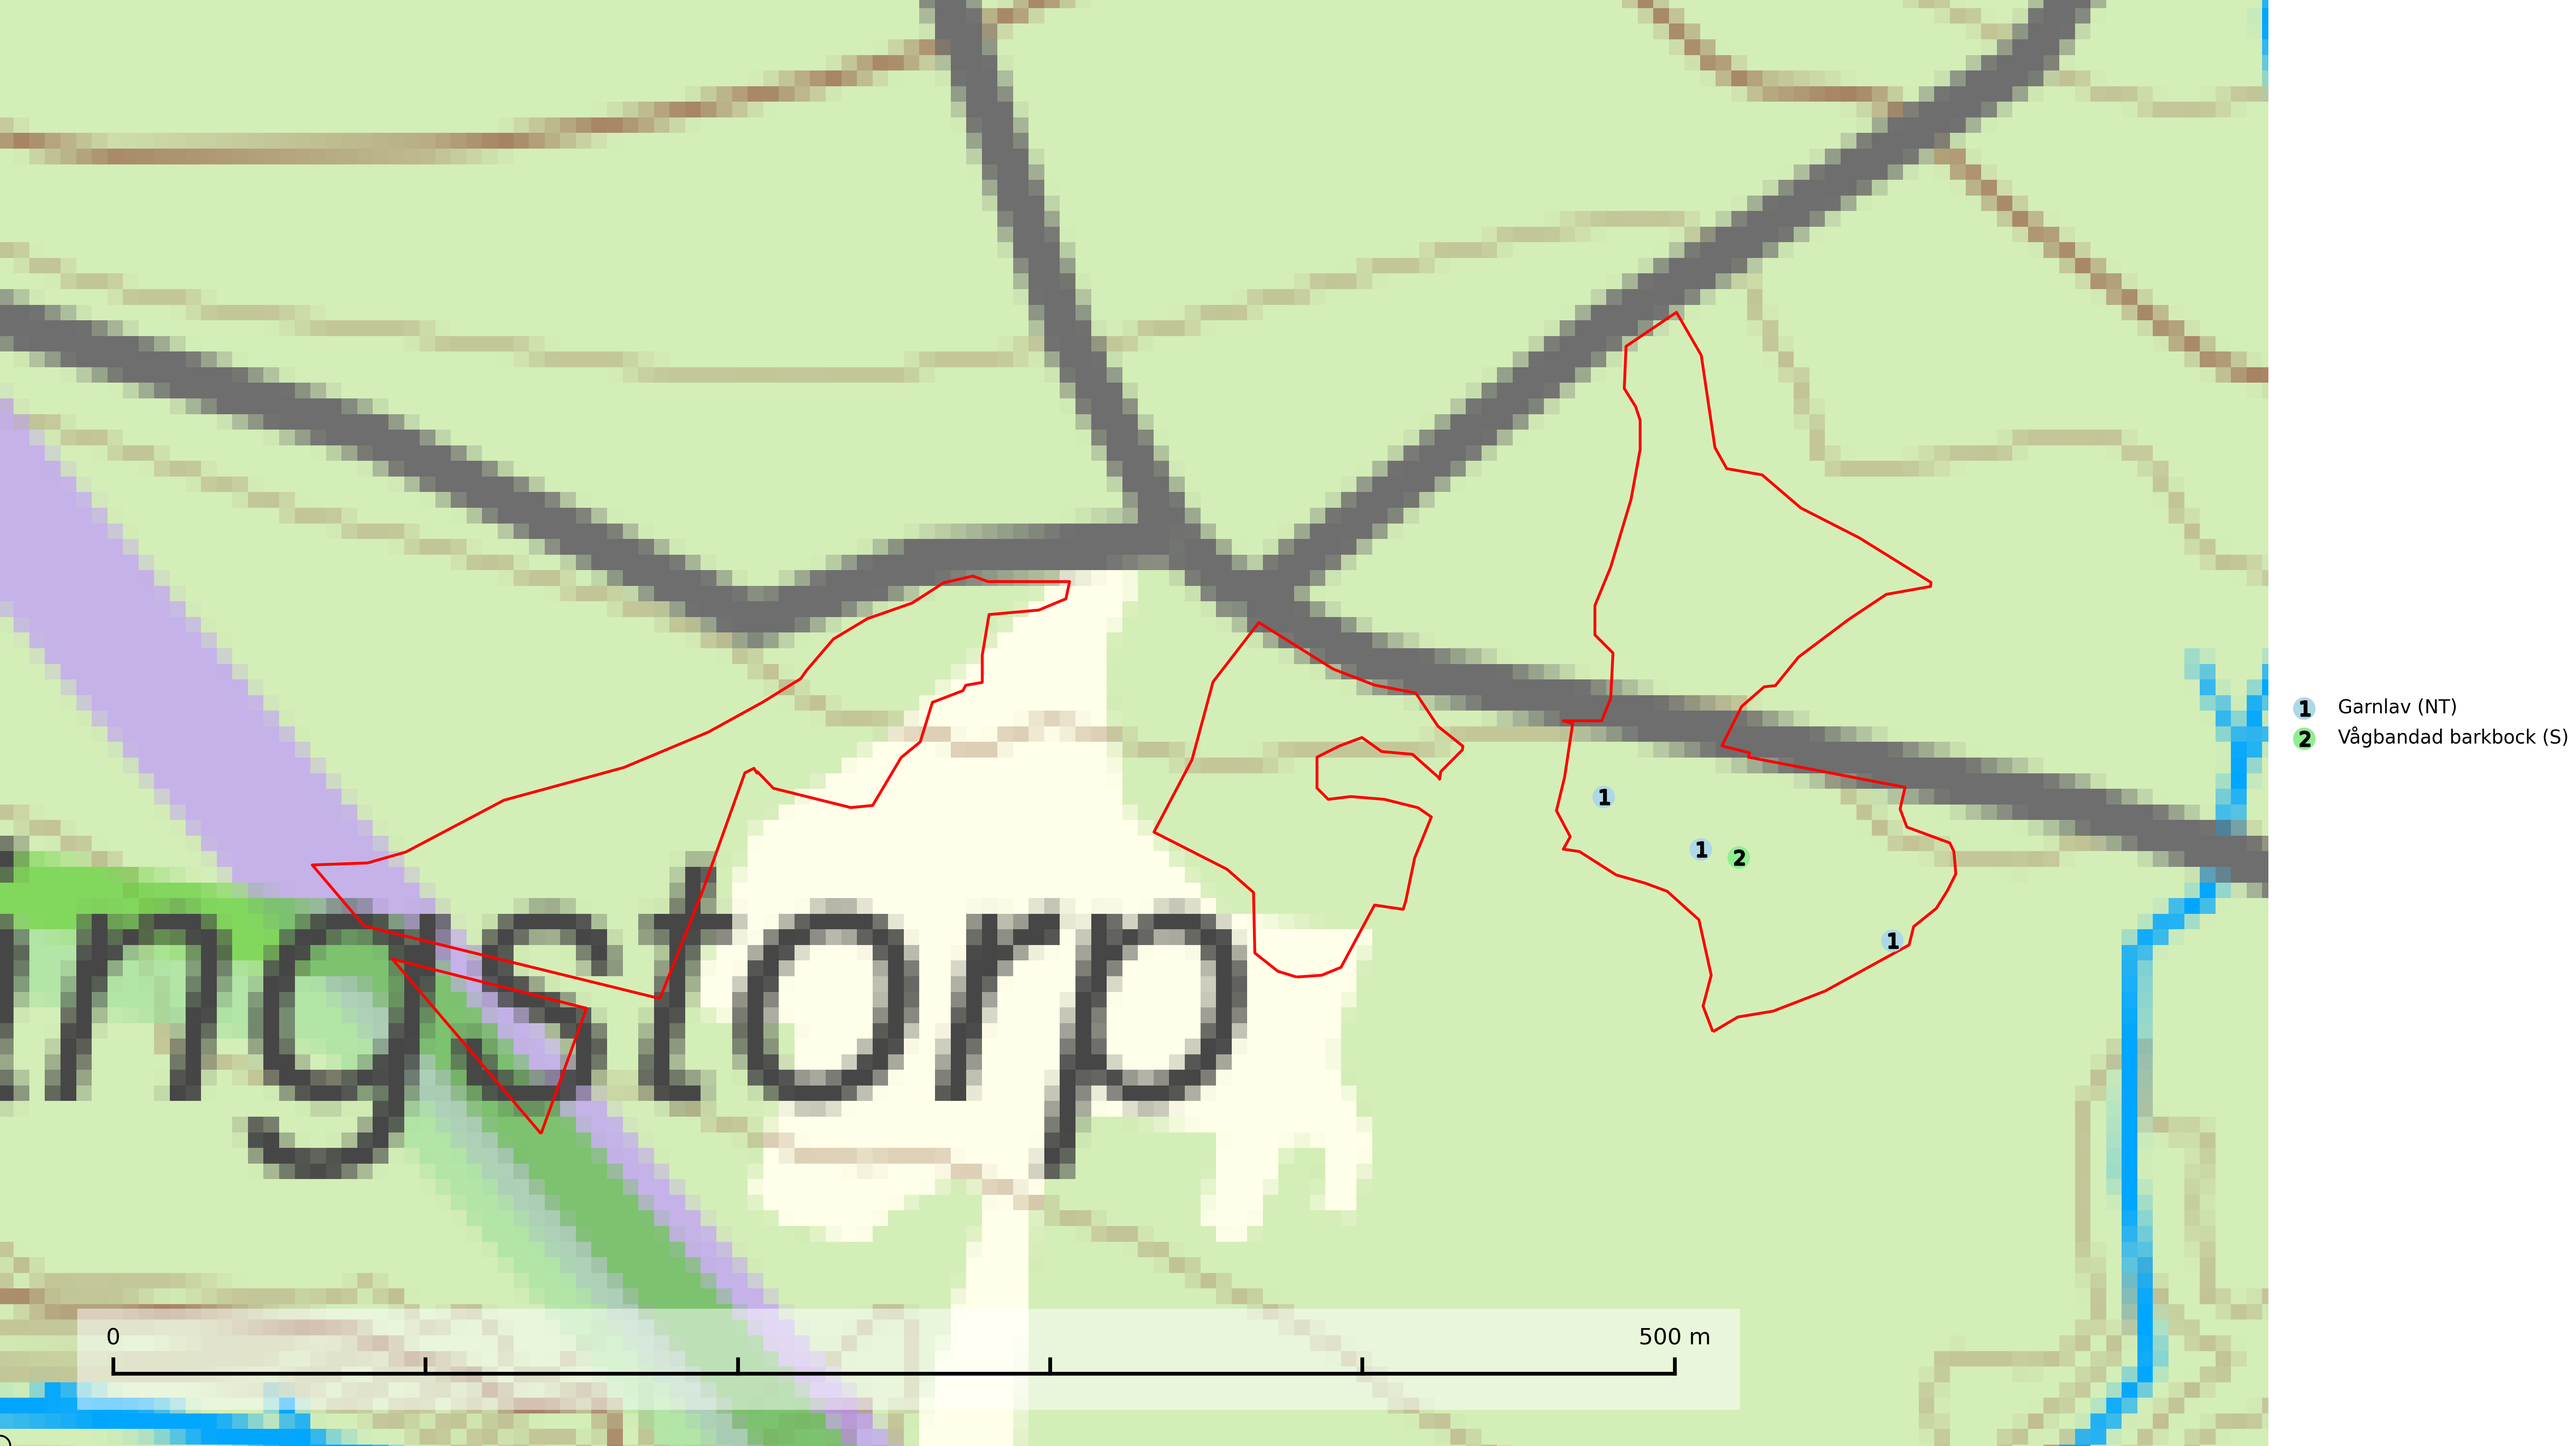 1 Garnlav (NT)
2 Vågbandad barkbock (S)
1
1 2
1
ngstorp
0 500 m